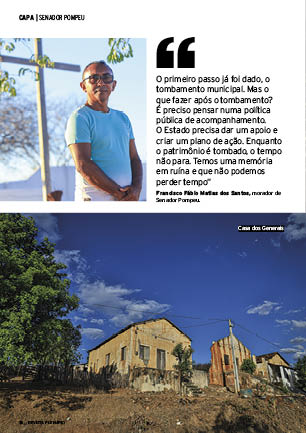 CAPA | SENADOR POMPEU
“
O primeiro passo já foi dado, o
tombamento municipal. Mas o
que fazer após o tombamento?
É preciso pensar numa política
pública de acompanhamento.
O Estado precisa dar um apoio e
criar um plano de ação. Enquanto
o patrimônio é tombado, o tempo
não para. Temos uma memória
em ruína e que não podemos
perder tempo"
Francisco Fábio Matias dos Santos, morador de
Senador Pompeu.
Casa dos Generais